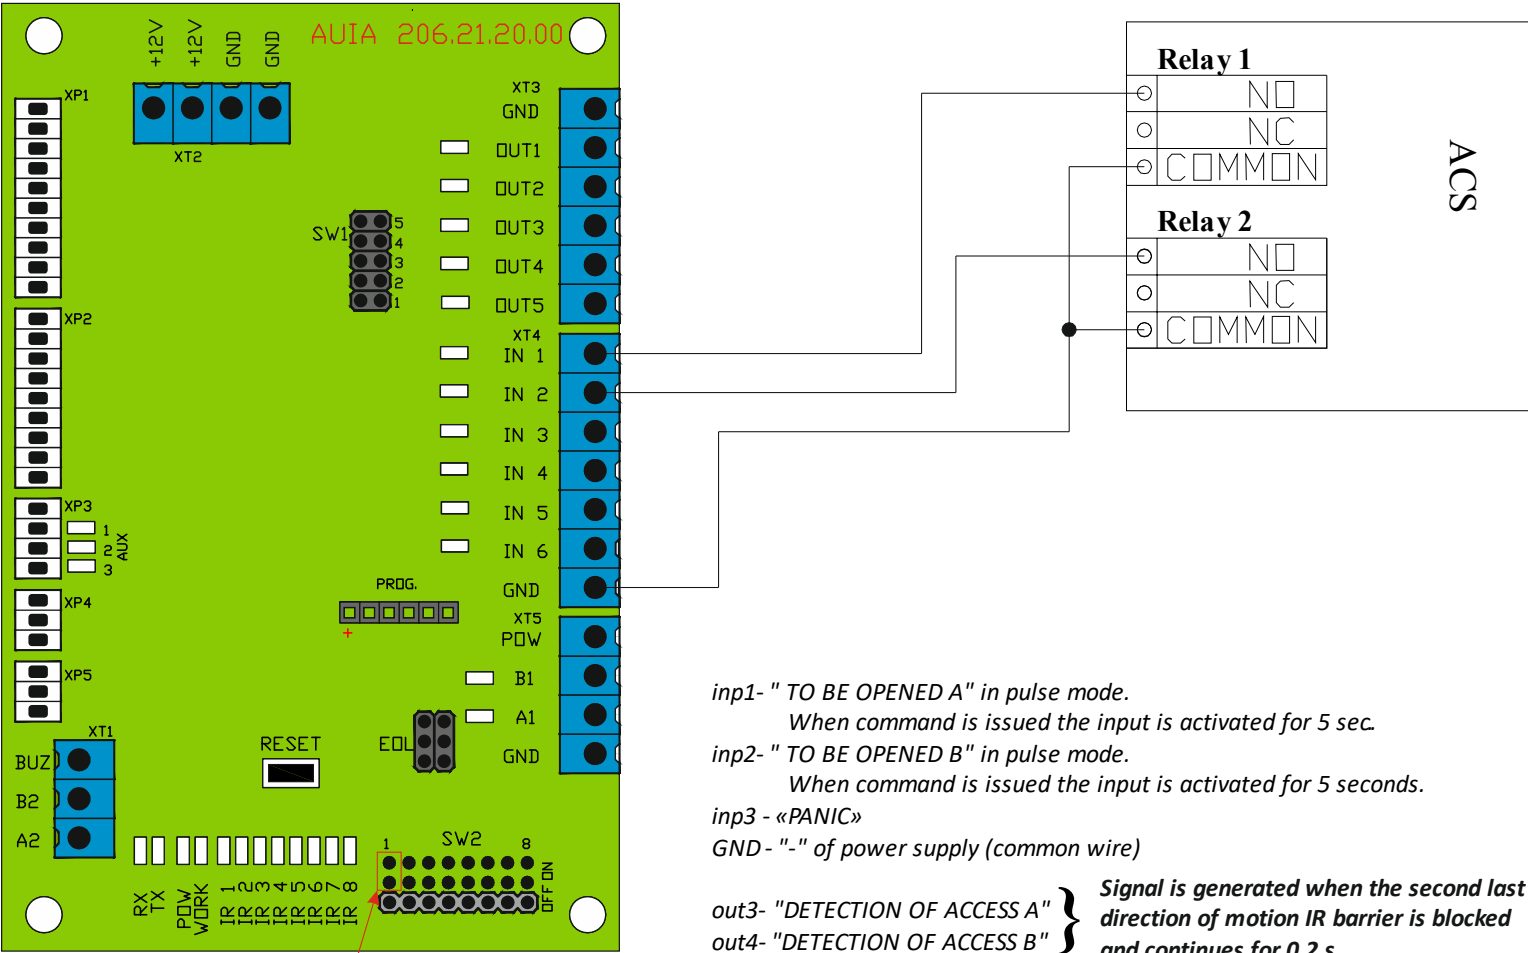 AUIA 206.21.20.00
+12V
+12V
GND
GND
XT2
XP1
XP2
XP3
1
2
3
AUX
XP4
XP5
XT1
BUZ
B2
A2
SW1
5
4
3
2
1
XT3
GND
OUT1
OUT2
OUT3
OUT4
OUT5
XT4
IN 1
IN 2
IN 3
IN 4
IN 5
IN 6
GND
XT5
POW
B1
A1
GND
PROG.
+
RESET
EOL
RX
TX
POW
WORK
IR 1
IR 2
IR 3
IR 4
IR 5
IR 6
IR 7
IR 8
1
SW2
8
OFF ON
Relay 1
NO
NC
COMMON
Relay 2
NO
NC
COMMON
ACS
inp1- " TO BE OPENED A" in pulse mode.
When command is issued the input is activated for 5 sec.
inp2- " TO BE OPENED B" in pulse mode.
When command is issued the input is activated for 5 seconds.
inp3 - «PANIC»
GND - "-" of power supply (common wire)
out3- "DETECTION OF ACCESS A"
out4- "DETECTION OF ACCESS B"
}
Signal is generated when the second last
direction of motion IR barrier is blocked
and continues for 0.2 s